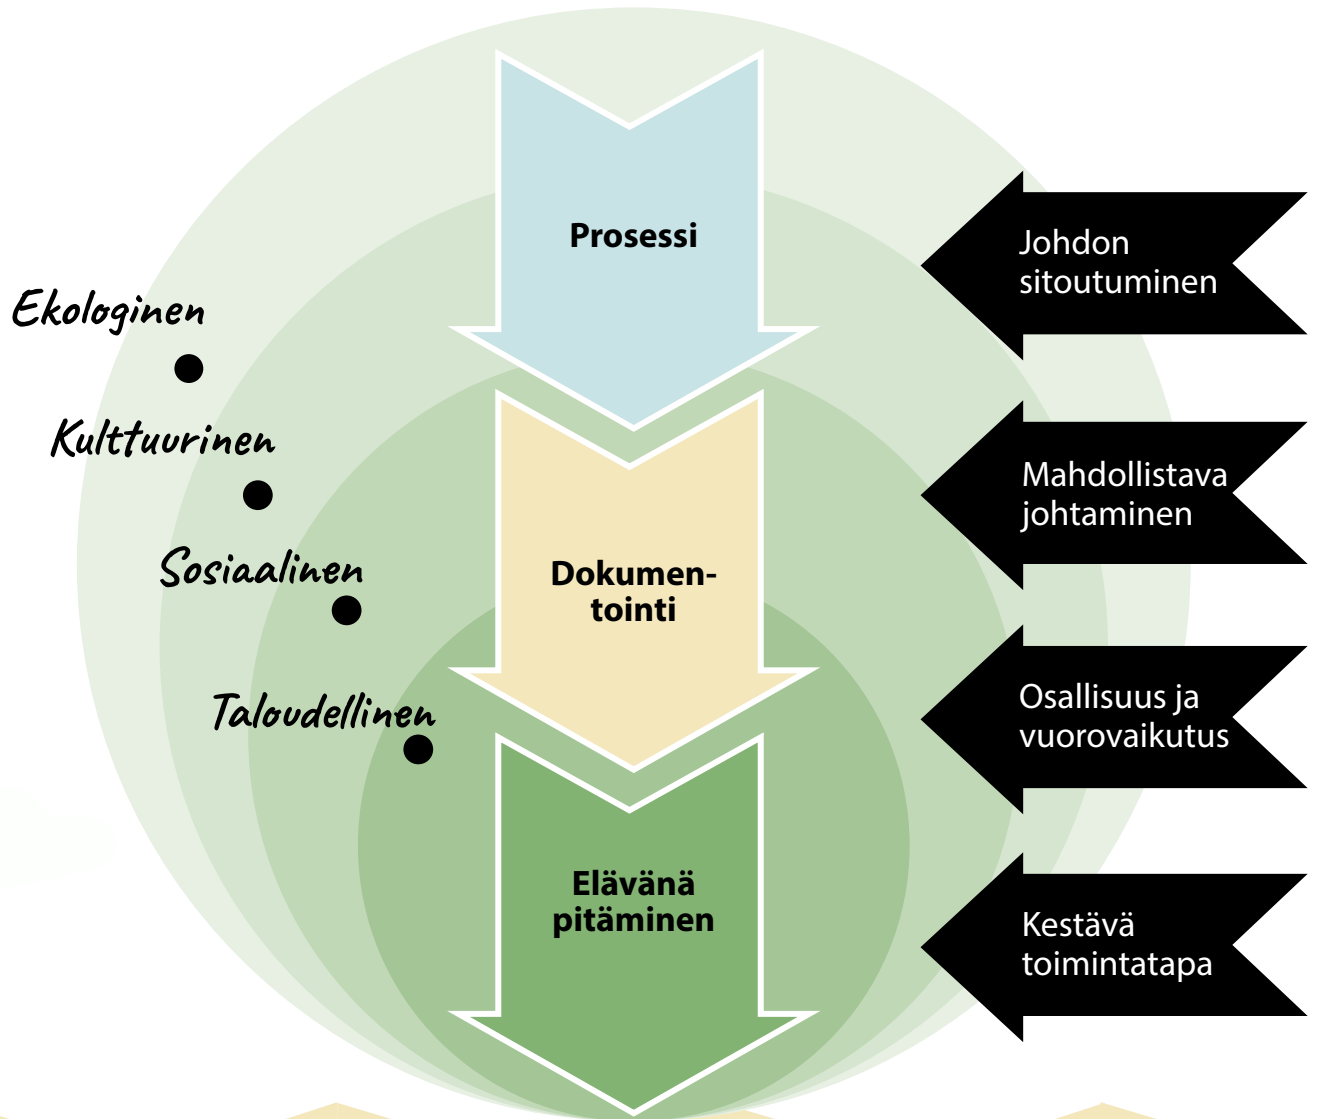 Prosessi
Johdon
sitoutuminen
Ekologinen
Kulttuurinen
Mahdollistava
johtaminen
Sosiaalinen
Dokumen-
tointi
Taloudellinen
Osallisuus ja
vuorovaikutus
Elävänä
pitäminen
Kestävä
toimintatapa